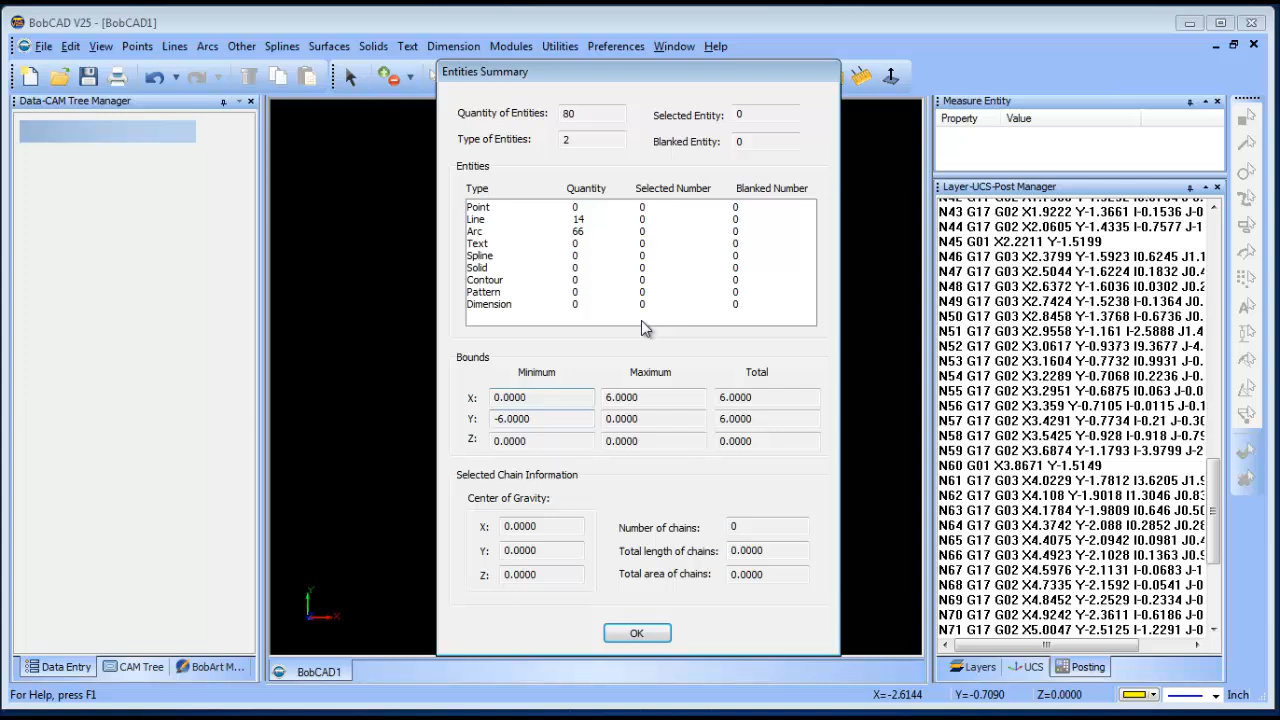 BobCAD V25 - [BobCAD1]
File Edit View Points Lines Arcs Other Splines Surfaces Solids Text Dimension Modules Utilities Preferences Window Help
Data-CAM Tree Manager
Entities Summary
Quantity of Entities: 80 Selected Entity: 0
Type of Entities: 2 Blanked Entity: 0
Entities
Type Quantity Selected Number Blanked Number
Point 0 0 0
Line 14 0 0
Arc 66 0 0
Text 0 0 0
Spline 0 0 0
Solid 0 0 0
Contour 0 0 0
Pattern 0 0 0
Dimension 0 0 0
Bounds
Minimum Maximum Total
X: 0.0000 6.0000 6.0000
Y: -6.0000 0.0000 6.0000
Z: 0.0000 0.0000 0.0000
Selected Chain Information
Center of Gravity:
X: 0.0000 Number of chains: 0
Y: 0.0000 Total length of chains: 0.0000
Z: 0.0000 Total area of chains: 0.0000
OK
Y
X
Measure Entity
Property Value
Layer-UCS-Post Manager
N43 G17 G02 X1.9222 Y-1.3661 I-0.1536 J-0
N44 G17 G02 X2.0605 Y-1.4335 I-0.7577 J-1
N45 G01 X2.2211 Y-1.5199
N46 G17 G03 X2.3799 Y-1.5923 I0.6245 J1.1
N47 G17 G03 X2.5044 Y-1.6224 I0.1832 J0.4
N48 G17 G03 X2.6372 Y-1.6036 I0.0302 J0.2
N49 G17 G03 X2.7424 Y-1.5238 I-0.1364 J0.
N50 G17 G03 X2.8458 Y-1.3768 I-0.6736 J0.
N51 G17 G03 X2.9558 Y-1.161 I-2.5888 J1.4
N52 G17 G02 X3.0617 Y-0.9373 I9.3677 J-4.
N53 G17 G02 X3.1604 Y-0.7732 I0.9931 J-0.
N54 G17 G02 X3.2289 Y-0.7068 I0.2236 J-0.
N55 G17 G02 X3.2951 Y-0.6875 I0.063 J-0.0
N56 G17 G02 X3.359 Y-0.7105 I-0.0115 J-0.1
N57 G17 G02 X3.4291 Y-0.7734 I-0.21 J-0.30
N58 G17 G02 X3.5425 Y-0.928 I-0.918 J-0.79
N59 G17 G02 X3.6874 Y-1.1793 I-3.9799 J-2
N60 G01 X3.8671 Y-1.5149
N61 G17 G03 X4.0229 Y-1.7812 I3.6205 J1.9
N62 G17 G03 X4.108 Y-1.9018 I1.3046 J0.83
N63 G17 G03 X4.1784 Y-1.9809 I0.646 J0.50
N64 G17 G03 X4.3742 Y-2.088 I0.2852 J0.28
N65 G17 G03 X4.4075 Y-2.0942 I0.0981 J0.4
N66 G17 G03 X4.4923 Y-2.1028 I0.1363 J0.9
N67 G17 G02 X4.5976 Y-2.1131 I-0.0683 J-1
N68 G17 G02 X4.7335 Y-2.1592 I-0.0541 J-0
N69 G17 G02 X4.8452 Y-2.2529 I-0.2334 J-0
N70 G17 G02 X4.9242 Y-2.3611 I-0.6186 J-0
N71 G17 G02 X5.0047 Y-2.5125 I-1.2291 J-0
Data Entry CAM Tree BobArt M... BobCAD1 Layers UCS Posting
For Help, press F1 X=-2.6144 Y=-0.7090 Z=0.0000 Inch